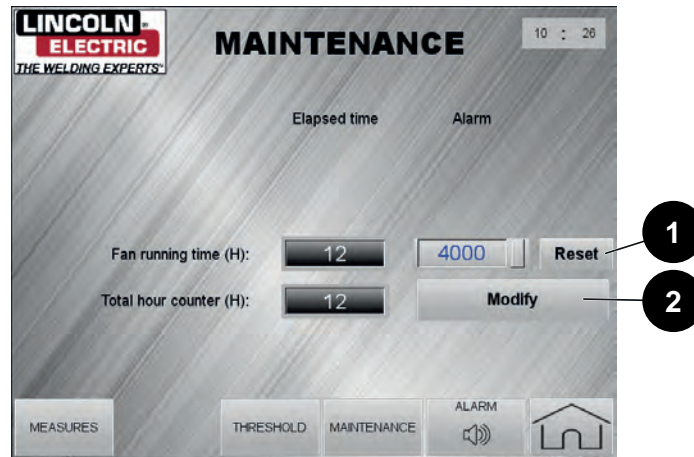 LINCOLN
ELECTRIC
THE WELDING EXPERTS
MAINTENANCE
10 : 26
Elapsed time Alarm
Fan running time (H): 12 4000 Reset
1
Total hour counter (H): 12 Modify
2
MEASURES THRESHOLD MAINTENANCE ALARM